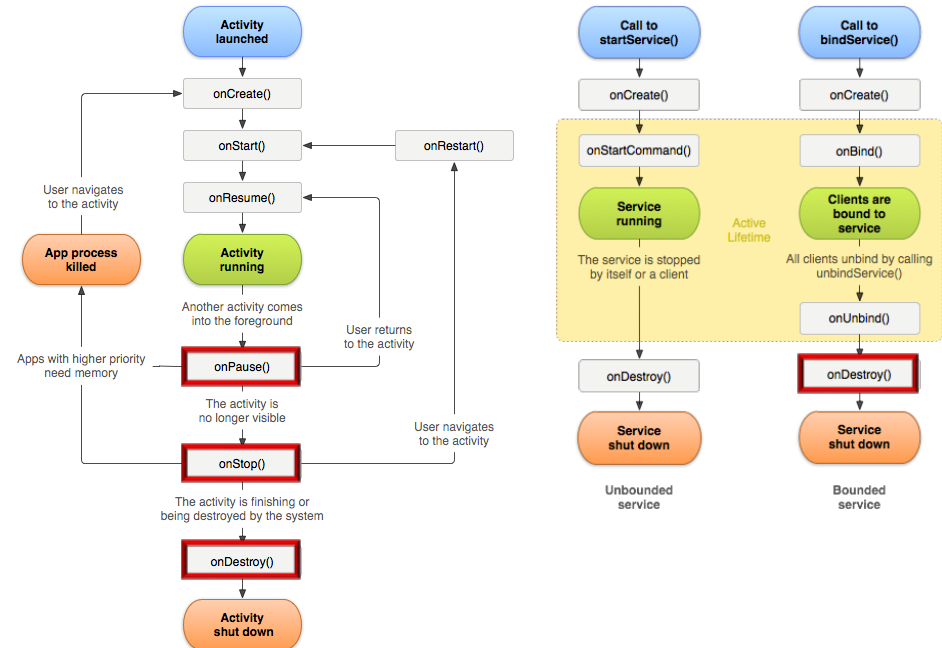 Activity
launched
onCreate()
onStart()
onRestart()
onResume()
User navigates
to the activity
App process
killed
Activity
running
Another activity comes
into the foreground
User returns
to the activity
Apps with higher priority
need memory
onPause()
The activity is
no longer visible
User navigates
to the activity
onStop()
The activity is finishing or
being destroyed by the system
onDestroy()
Activity
shut down
Call to
startService()
onCreate()
onStartCommand()
Service
running
The service is stopped
by itself or a client
onDestroy()
Service
shut down
Unbounded
service
Active
Lifetime
Call to
bindService()
onCreate()
onBind()
Clients are
bound to
service
All clients unbind by calling
unbindService()
onUnbind()
onDestroy()
Service
shut down
Bounded
service